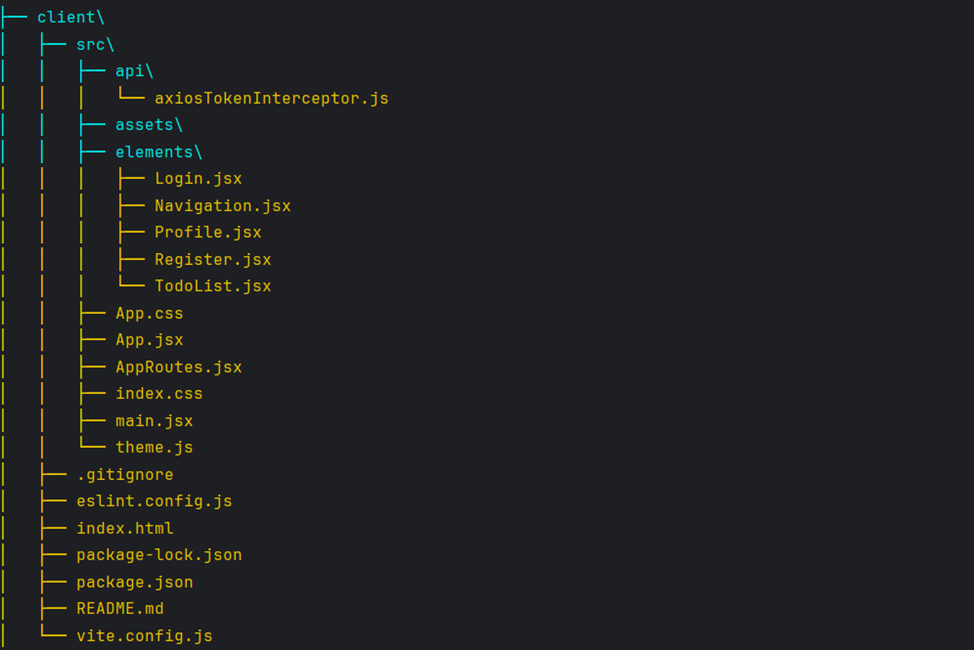 ├── client\
│   ├── src\
│   │   ├── api\
│   │   │   └── axiosTokenInterceptor.js
│   │   ├── assets\
│   │   ├── elements\
│   │   │   ├── Login.jsx
│   │   │   ├── Navigation.jsx
│   │   │   ├── Profile.jsx
│   │   │   ├── Register.jsx
│   │   │   └── TodoList.jsx
│   │   ├── App.css
│   │   ├── App.jsx
│   │   ├── AppRoutes.jsx
│   │   ├── index.css
│   │   ├── main.jsx
│   │   └── theme.js
│   ├── .gitignore
│   ├── eslint.config.js
│   ├── index.html
│   ├── package-lock.json
│   ├── package.json
│   ├── README.md
│   └── vite.config.js